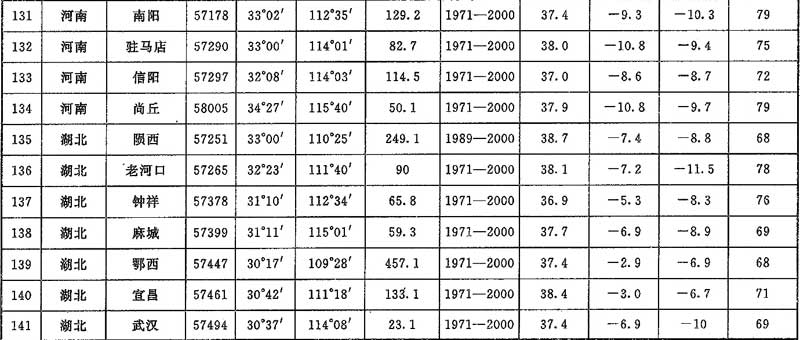 131 河南 南阳 57178 33°02′ 112°35′ 129.2 1971—2000 37.4 －9.3 －10.3 79
132 河南 驻马店 57290 33°00′ 114°01′ 82.7 1971—2000 38.0 －10.8 －9.4 75
133 河南 信阳 57297 32°08′ 114°03′ 114.5 1971—2000 37.0 －8.6 －8.7 72
134 河南 尚丘 58005 34°27′ 115°40′ 50.1 1971—2000 37.9 －10.8 －9.7 79
135 湖北 陨西 57251 33°00′ 110°25′ 249.1 1989—2000 38.7 －7.4 －8.8 68
136 湖北 老河口 57265 32°23′ 111°40′ 90 1971—2000 38.1 －7.2 －11.5 78
137 湖北 钟祥 57378 31°10′ 112°34′ 65.8 1971—2000 36.9 －5.3 －8.3 76
138 湖北 麻城 57399 31°11′ 115°01′ 59.3 1971—2000 37.7 －6.9 －8.9 69
139 湖北 鄂西 57447 30°17′ 109°28′ 457.1 1971—2000 37.4 －2.9 －6.9 68
140 湖北 宜昌 57461 30°42′ 111°18′ 133.1 1971—2000 38.4 －3.0 －6.7 71
141 湖北 武汉 57494 30°37′ 114°08′ 23.1 1971—2000 37.4 －6.9 －10 69